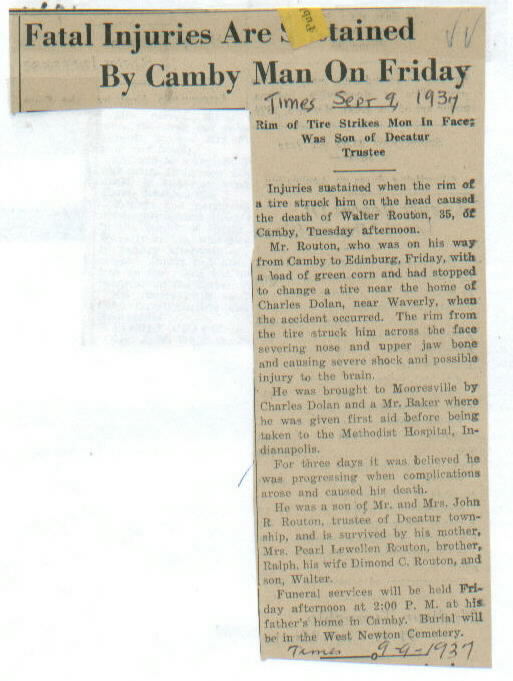 Fatal Injuries Are Sustained
By Camby Man On Friday
Times Sept 9, 1937
Rim of Tire Strikes Mon In Face;
Was Son of Decatur
Trustee
Injuries sustained when the rim of
a tire struck him on the head caused
the death of Walter Routon, 35, of
Camby, Tuesday afternoon.
Mr. Routon, who was on his way
from Camby to Edinburg, Friday, with
a load of green corn and had stopped
to change a tire near the home of
Charles Dolan, near Waverly, when
the accident occurred. The rim from
the tire struck him across the face
severing nose and upper jaw bone
and causing severe shock and possible
injury to the brain.
He was brought to Mooresville by
Charles Dolan and a Mr. Baker where
he was given first aid before being
taken to the Methodist Hospital, In-
dianapolis.
For three days it was believed he
was progressing when complications
arose and caused his death.
He was a son of Mr. and Mrs. John
R. Routon, trustee of Decatur town-
ship, and is survived by his mother,
Mrs. Pearl Lewellen Routon, brother,
Ralph, his wife Dimond C. Routon, and
son, Walter.
Funeral services will be held Fri-
day afternoon at 2:00 P. M. at his
father's home in Camby. Burial will
be in the West Newton Cemetery.
Times 9-9-1937